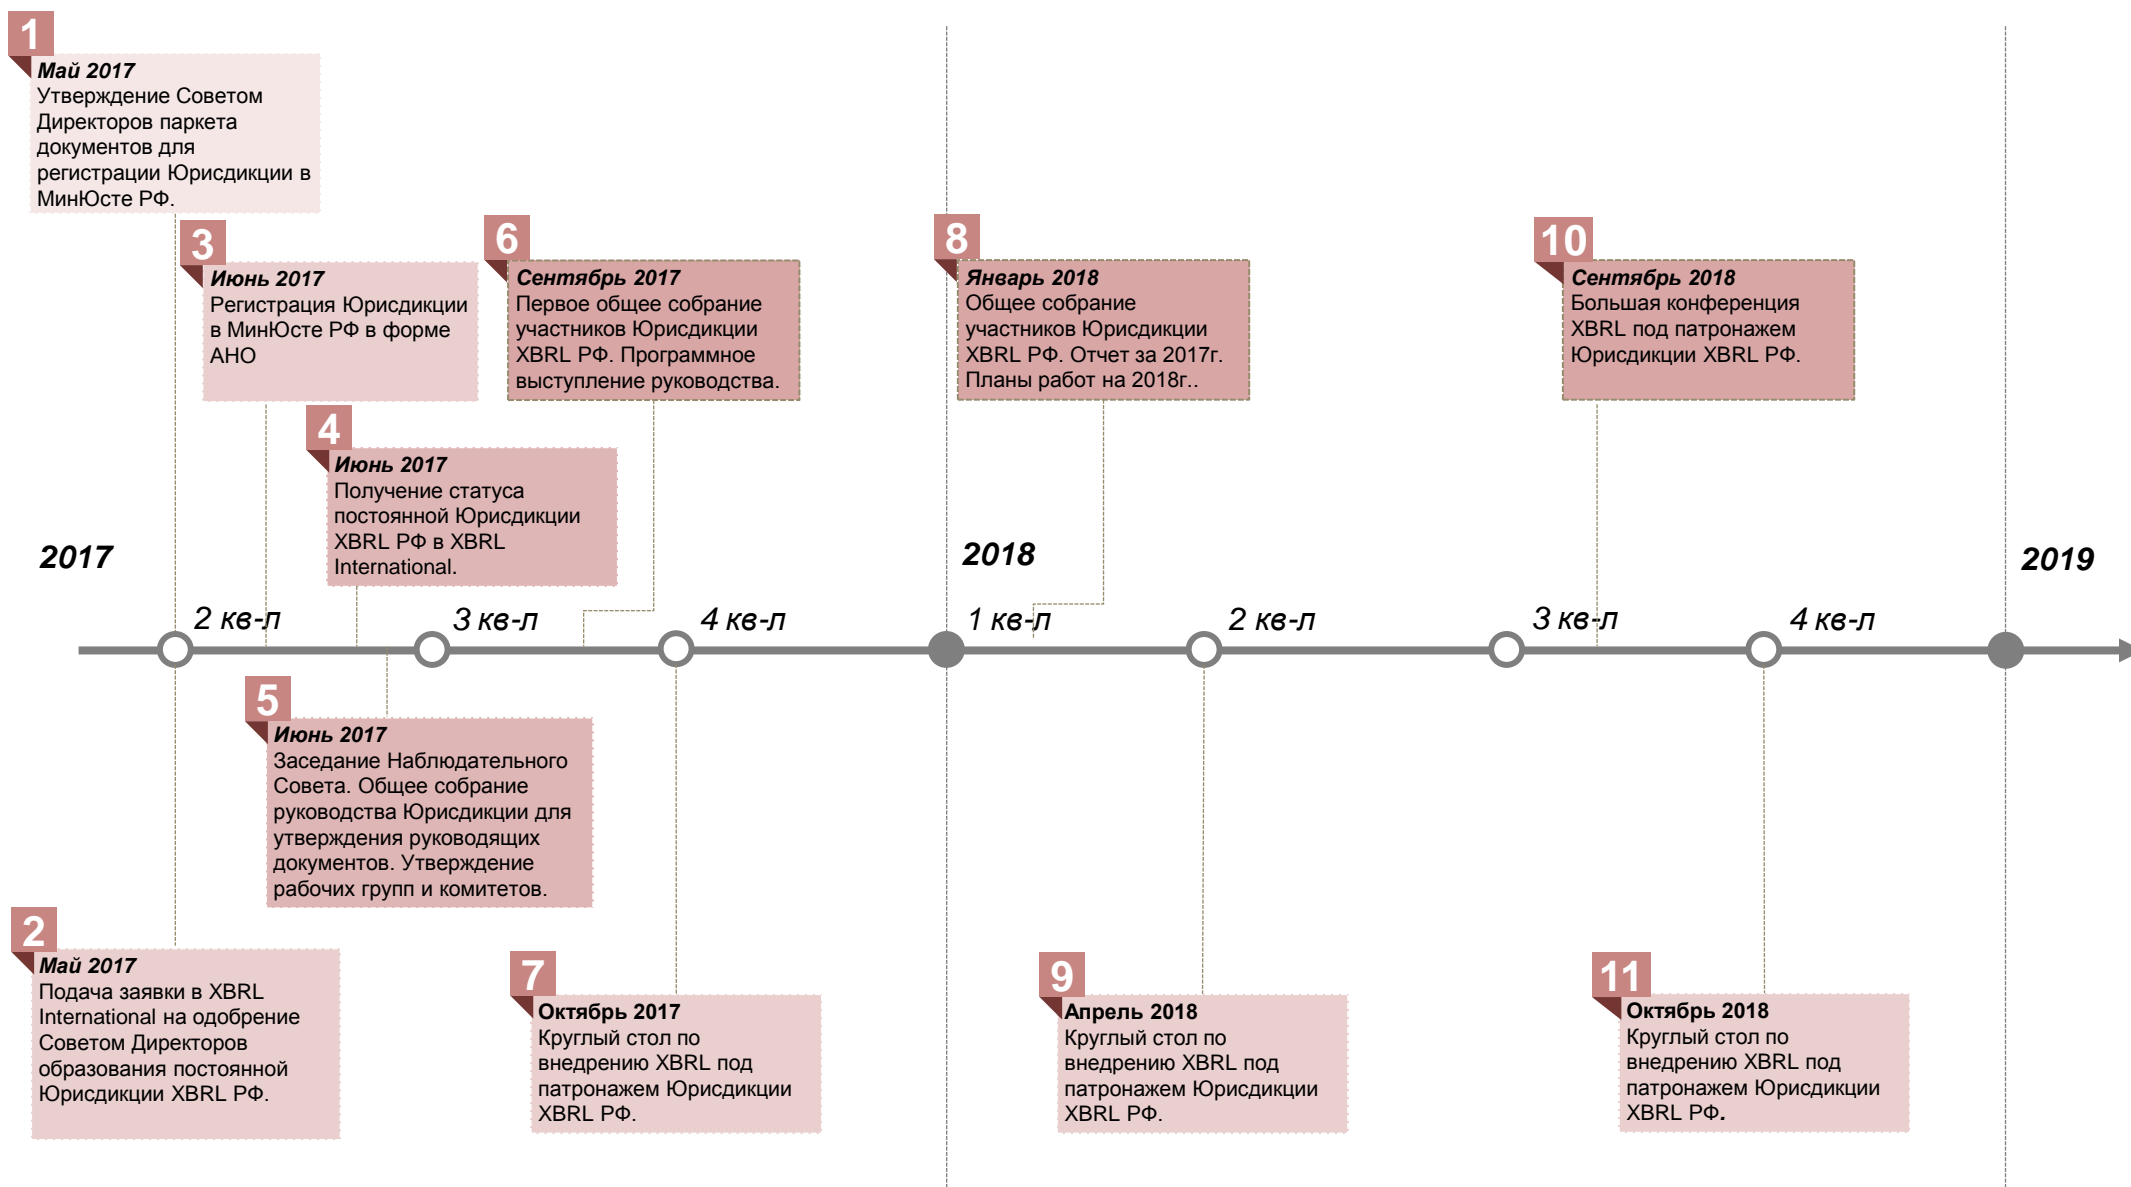 1
Май 2017
Утверждение Советом
Директоров паркета
документов для
регистрации Юрисдикции в
МинЮсте РФ.
3
Июнь 2017
Регистрация Юрисдикции
в МинЮсте РФ в форме
АНО
6
Сентябрь 2017
Первое общее собрание
участников Юрисдикции
XBRL РФ. Программное
выступление руководства.
8
Январь 2018
Общее собрание
участников Юрисдикции
XBRL РФ. Отчет за 2017г.
Планы работ на 2018г..
10
Сентябрь 2018
Большая конференция
XBRL под патронажем
Юрисдикции XBRL РФ.
4
Июнь 2017
Получение статуса
постоянной Юрисдикции
XBRL РФ в XBRL
International.
2017
2018
2019
2 кв-л
3 кв-л
4 кв-л
1 кв-л
2 кв-л
3 кв-л
4 кв-л
5
Июнь 2017
Заседание Наблюдательного
Совета. Общее собрание
руководства Юрисдикции для
утверждения руководящих
документов. Утверждение
рабочих групп и комитетов.
2
Май 2017
Подача заявки в XBRL
International на одобрение
Советом Директоров
образования постоянной
Юрисдикции XBRL РФ.
7
Октябрь 2017
Круглый стол по
внедрению XBRL под
патронажем Юрисдикции
XBRL РФ.
9
Апрель 2018
Круглый стол по
внедрению XBRL под
патронажем Юрисдикции
XBRL РФ.
11
Октябрь 2018
Круглый стол по
внедрению XBRL под
патронажем Юрисдикции
XBRL РФ.